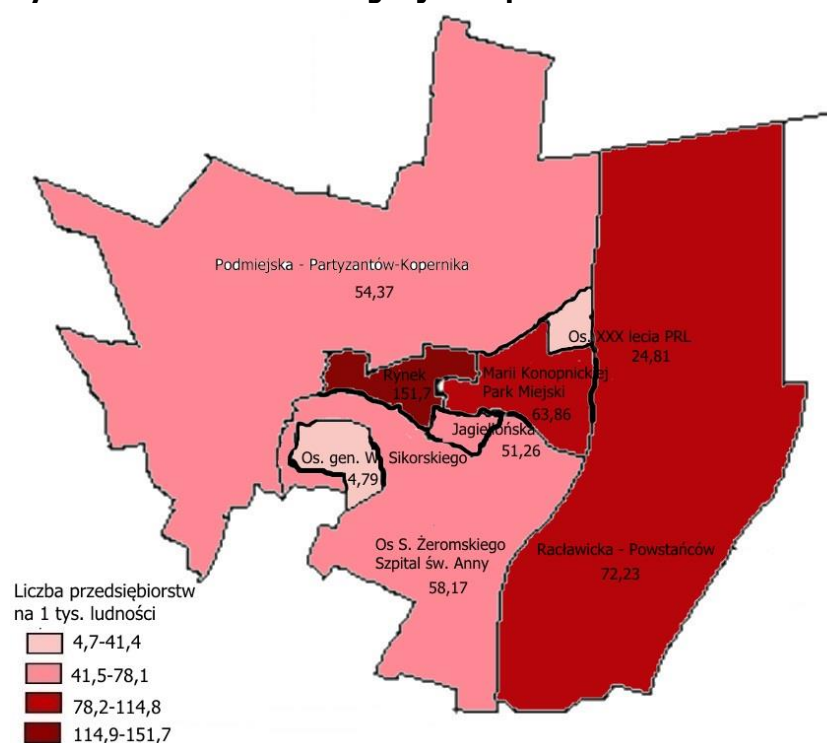 Podmiejska - Partyzantów-Kopernika
54,37
Os. XXX lecia PRL
24,81
Rynek
151,7
Marii Konopnickiej
Park Miejski
63,86
Jagiellońska
51,26
Os. gen. W. Sikorskiego
4,79
Os S. Żeromskiego
Szpital św. Anny
58,17
Racławicka - Powstańców
72,23
Liczba przedsiębiorstw
na 1 tys. ludności
4,7-41,4
41,5-78,1
78,2-114,8
114,9-151,7